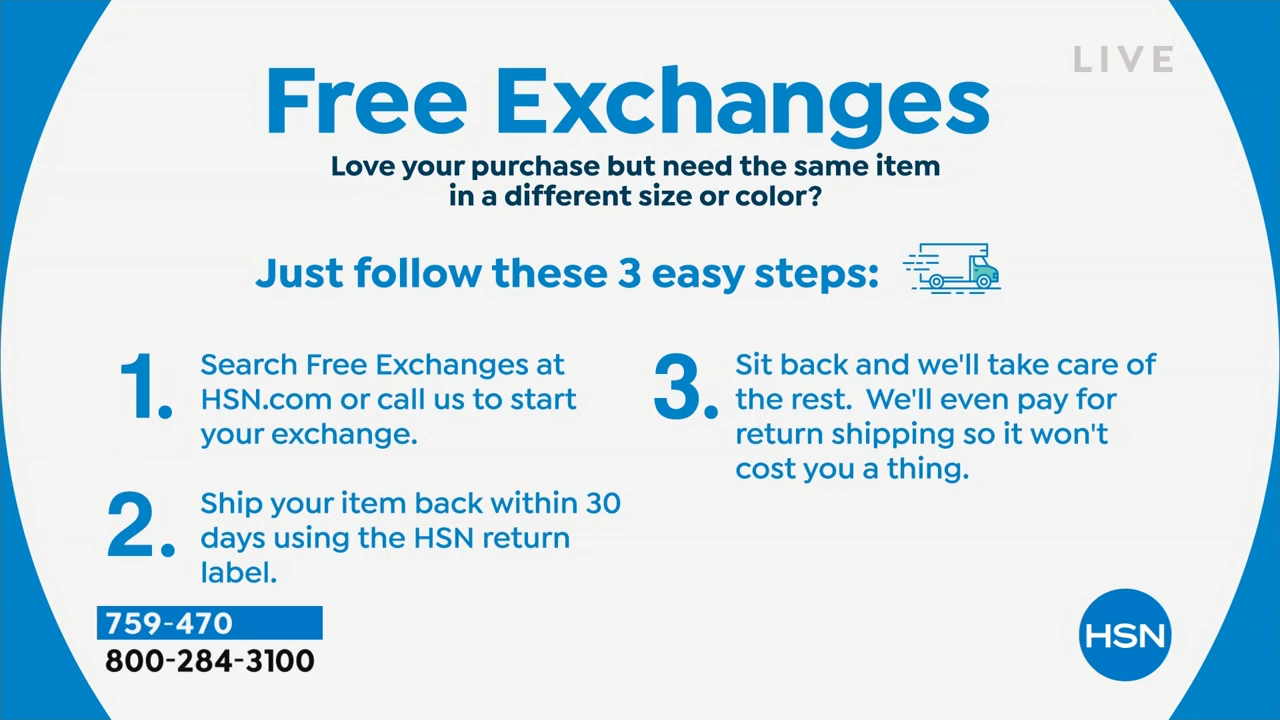 LIVE
Free Exchanges
Love your purchase but need the same item
in a different size or color?
Just follow these 3 easy steps:
1. Search Free Exchanges at
HSN.com or call us to start
your exchange.
2. Ship your item back within 30
days using the HSN return
label.
3. Sit back and we'll take care of
the rest.  We'll even pay for
return shipping so it won't
cost you a thing.
759-470
800-284-3100
HSN